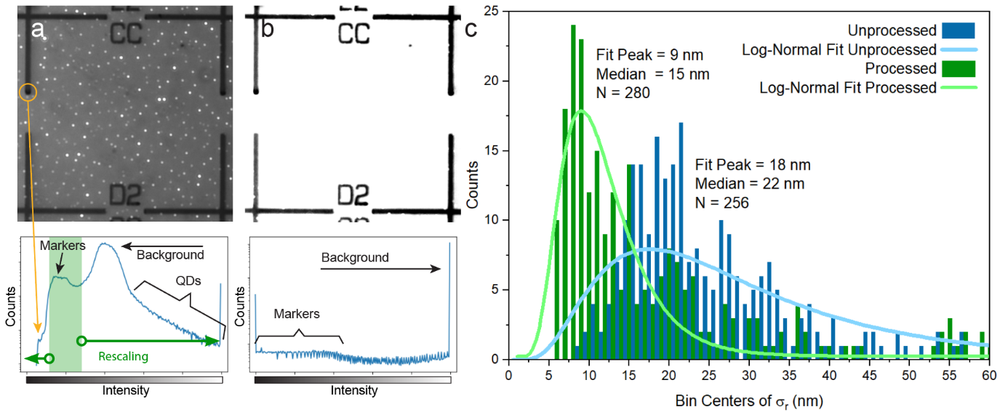 a
CC
D2
Markers
Background
QDs
Rescaling
Counts
Intensity
b
CC
D2
Background
Markers
Counts
Intensity
c
Unprocessed
Log-Normal Fit Unprocessed
Processed
Log-Normal Fit Processed
Fit Peak = 9 nm
Median = 15 nm
N = 280
Fit Peak = 18 nm
Median = 22 nm
N = 256
Counts
25
20
15
10
5
0
0 5 10 15 20 25 30 35 40 45 50 55 60
Bin Centers of σr (nm)